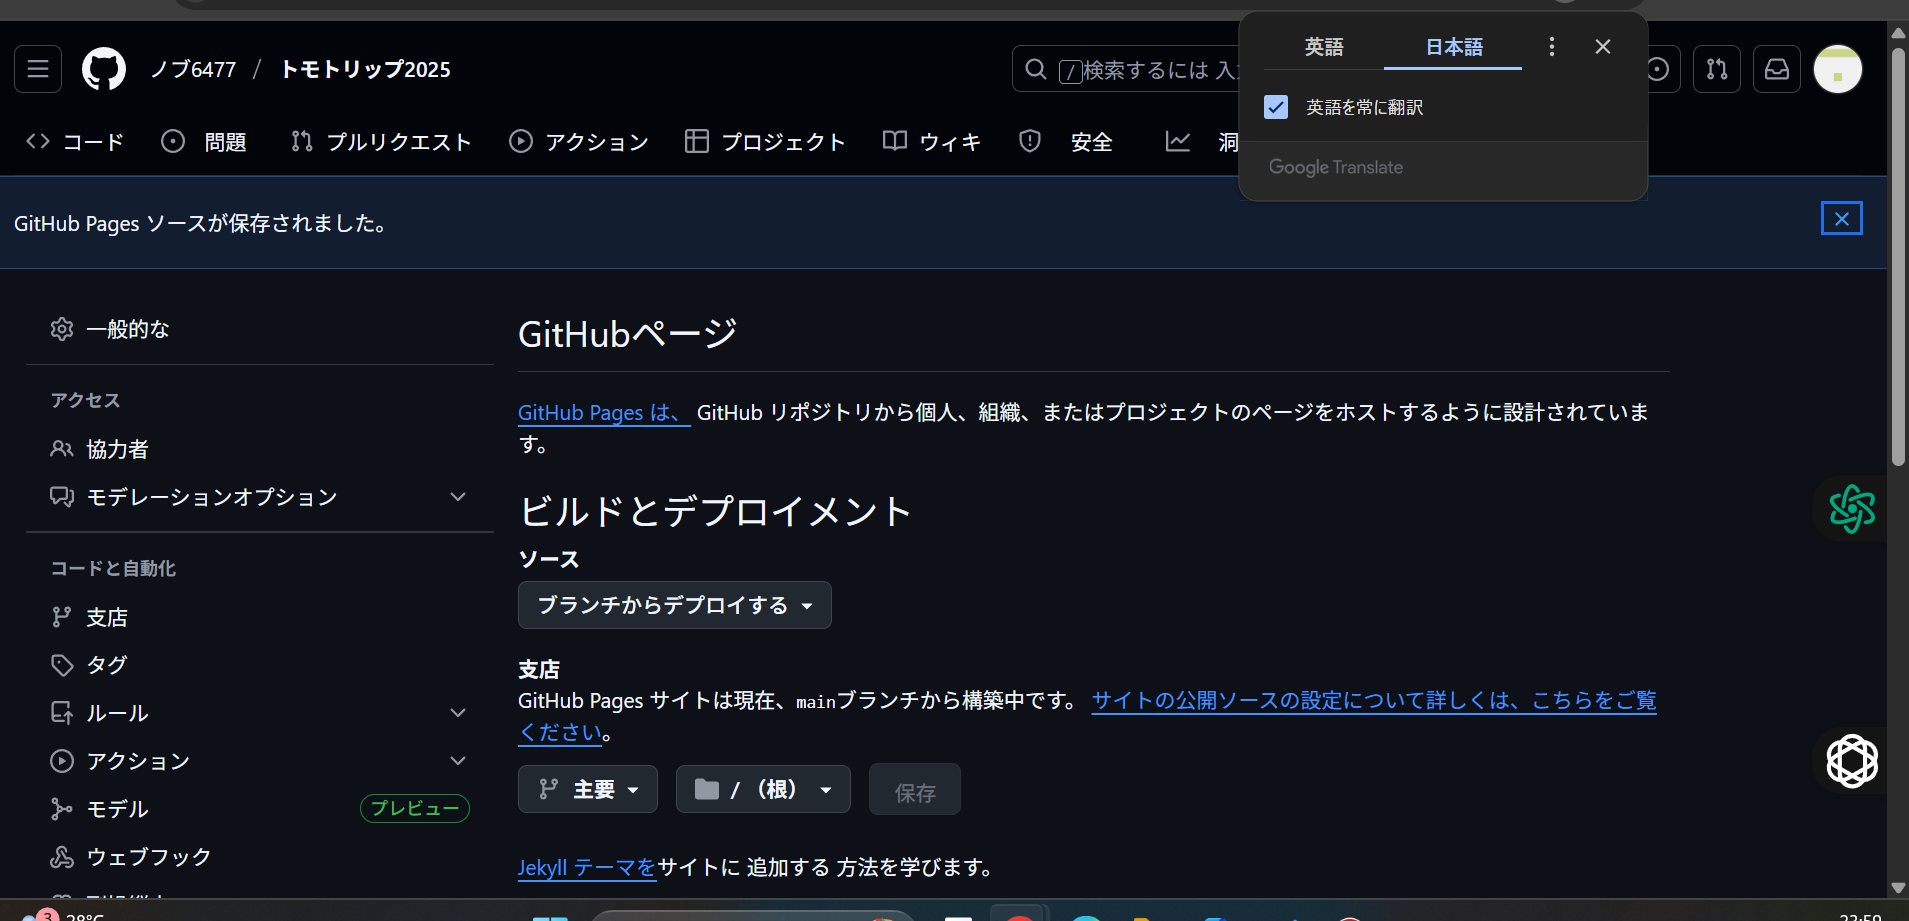 英語
日本語
英語を常に翻訳
Google Translate
ノブ6477 / トモトリップ2025
/ 検索するには 入
コード
問題
プルリクエスト
アクション
プロジェクト
ウィキ
安全
洞
GitHub Pages ソースが保存されました。
一般的な
アクセス
協力者
モデレーションオプション
コードと自動化
支店
タグ
ルール
アクション
モデル
プレビュー
ウェブフック
GitHubページ
GitHub Pages は、 GitHub リポジトリから個人、組織、またはプロジェクトのページをホストするように設計されていま
す。
ビルドとデプロイメント
ソース
ブランチからデプロイする
支店
GitHub Pages サイトは現在、mainブランチから構築中です。 サイトの公開ソースの設定について詳しくは、こちらをご覧
ください。
主要
/ （根）
保存
Jekyll テーマをサイトに 追加する 方法を学びます。
3
28°C
23:59